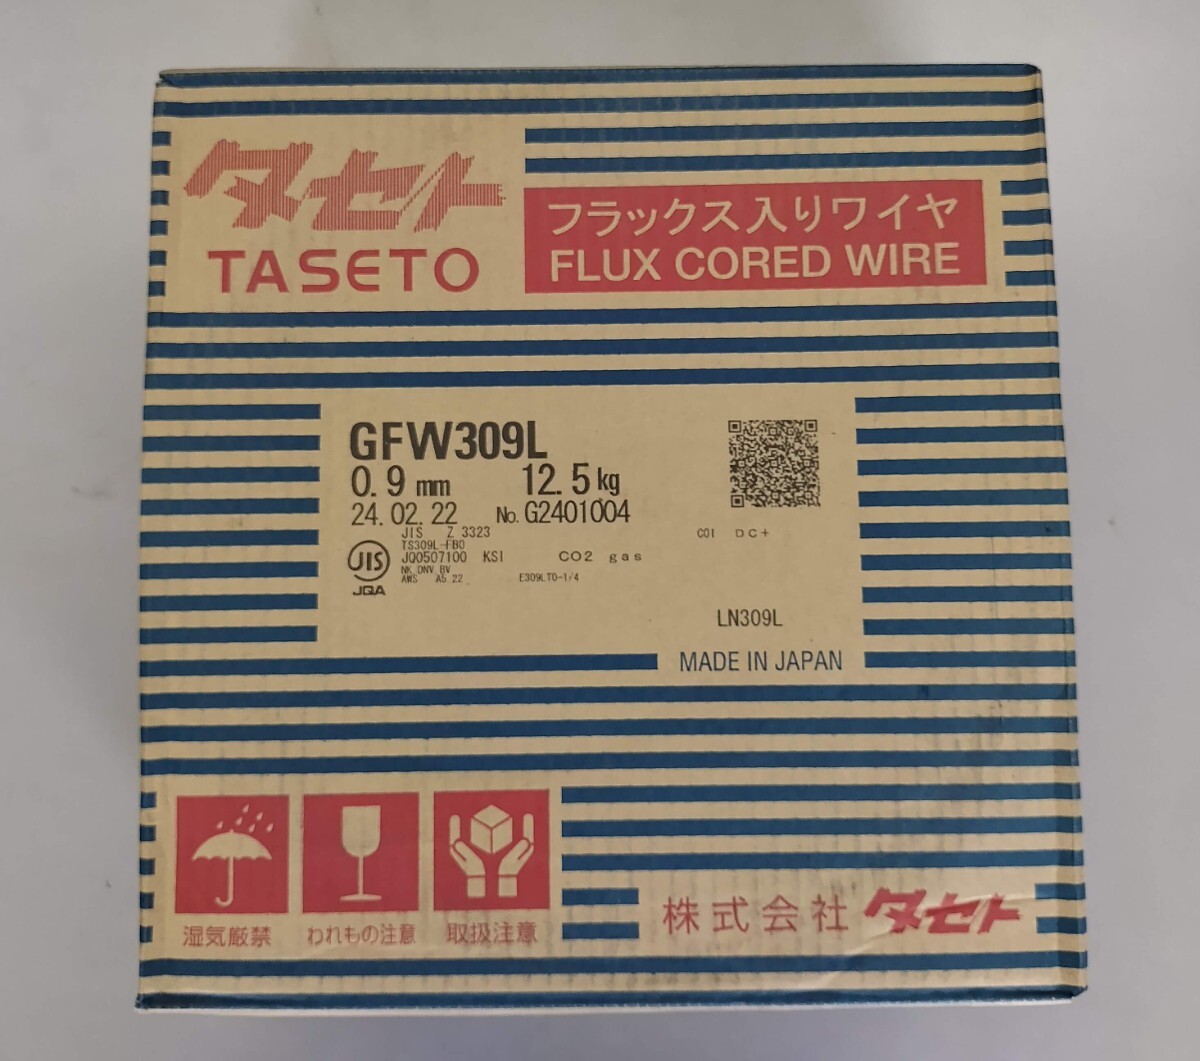 タセト
TASETO
フラックス入りワイヤ
FLUX CORED WIRE
GFW309L
0.9 mm 12.5kg
24.02.22 No. G2401004
JIS Z 3323
TS309L-FB0
JQ0507100 KSI CO2 gas
C01 DC+
NK,DNV,BV
AWS A5.22 E309LT0-1/4
JIS
JQA
LN309L
MADE IN JAPAN
湿気厳禁 われもの注意 取扱注意
株式会社 タセト